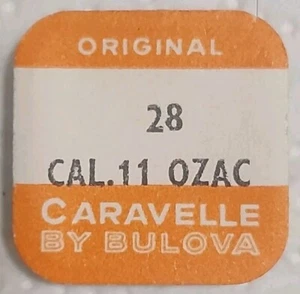 ORIGINAL
28
CAL.11 OZAC
CARAVELLE
BY BULOVA